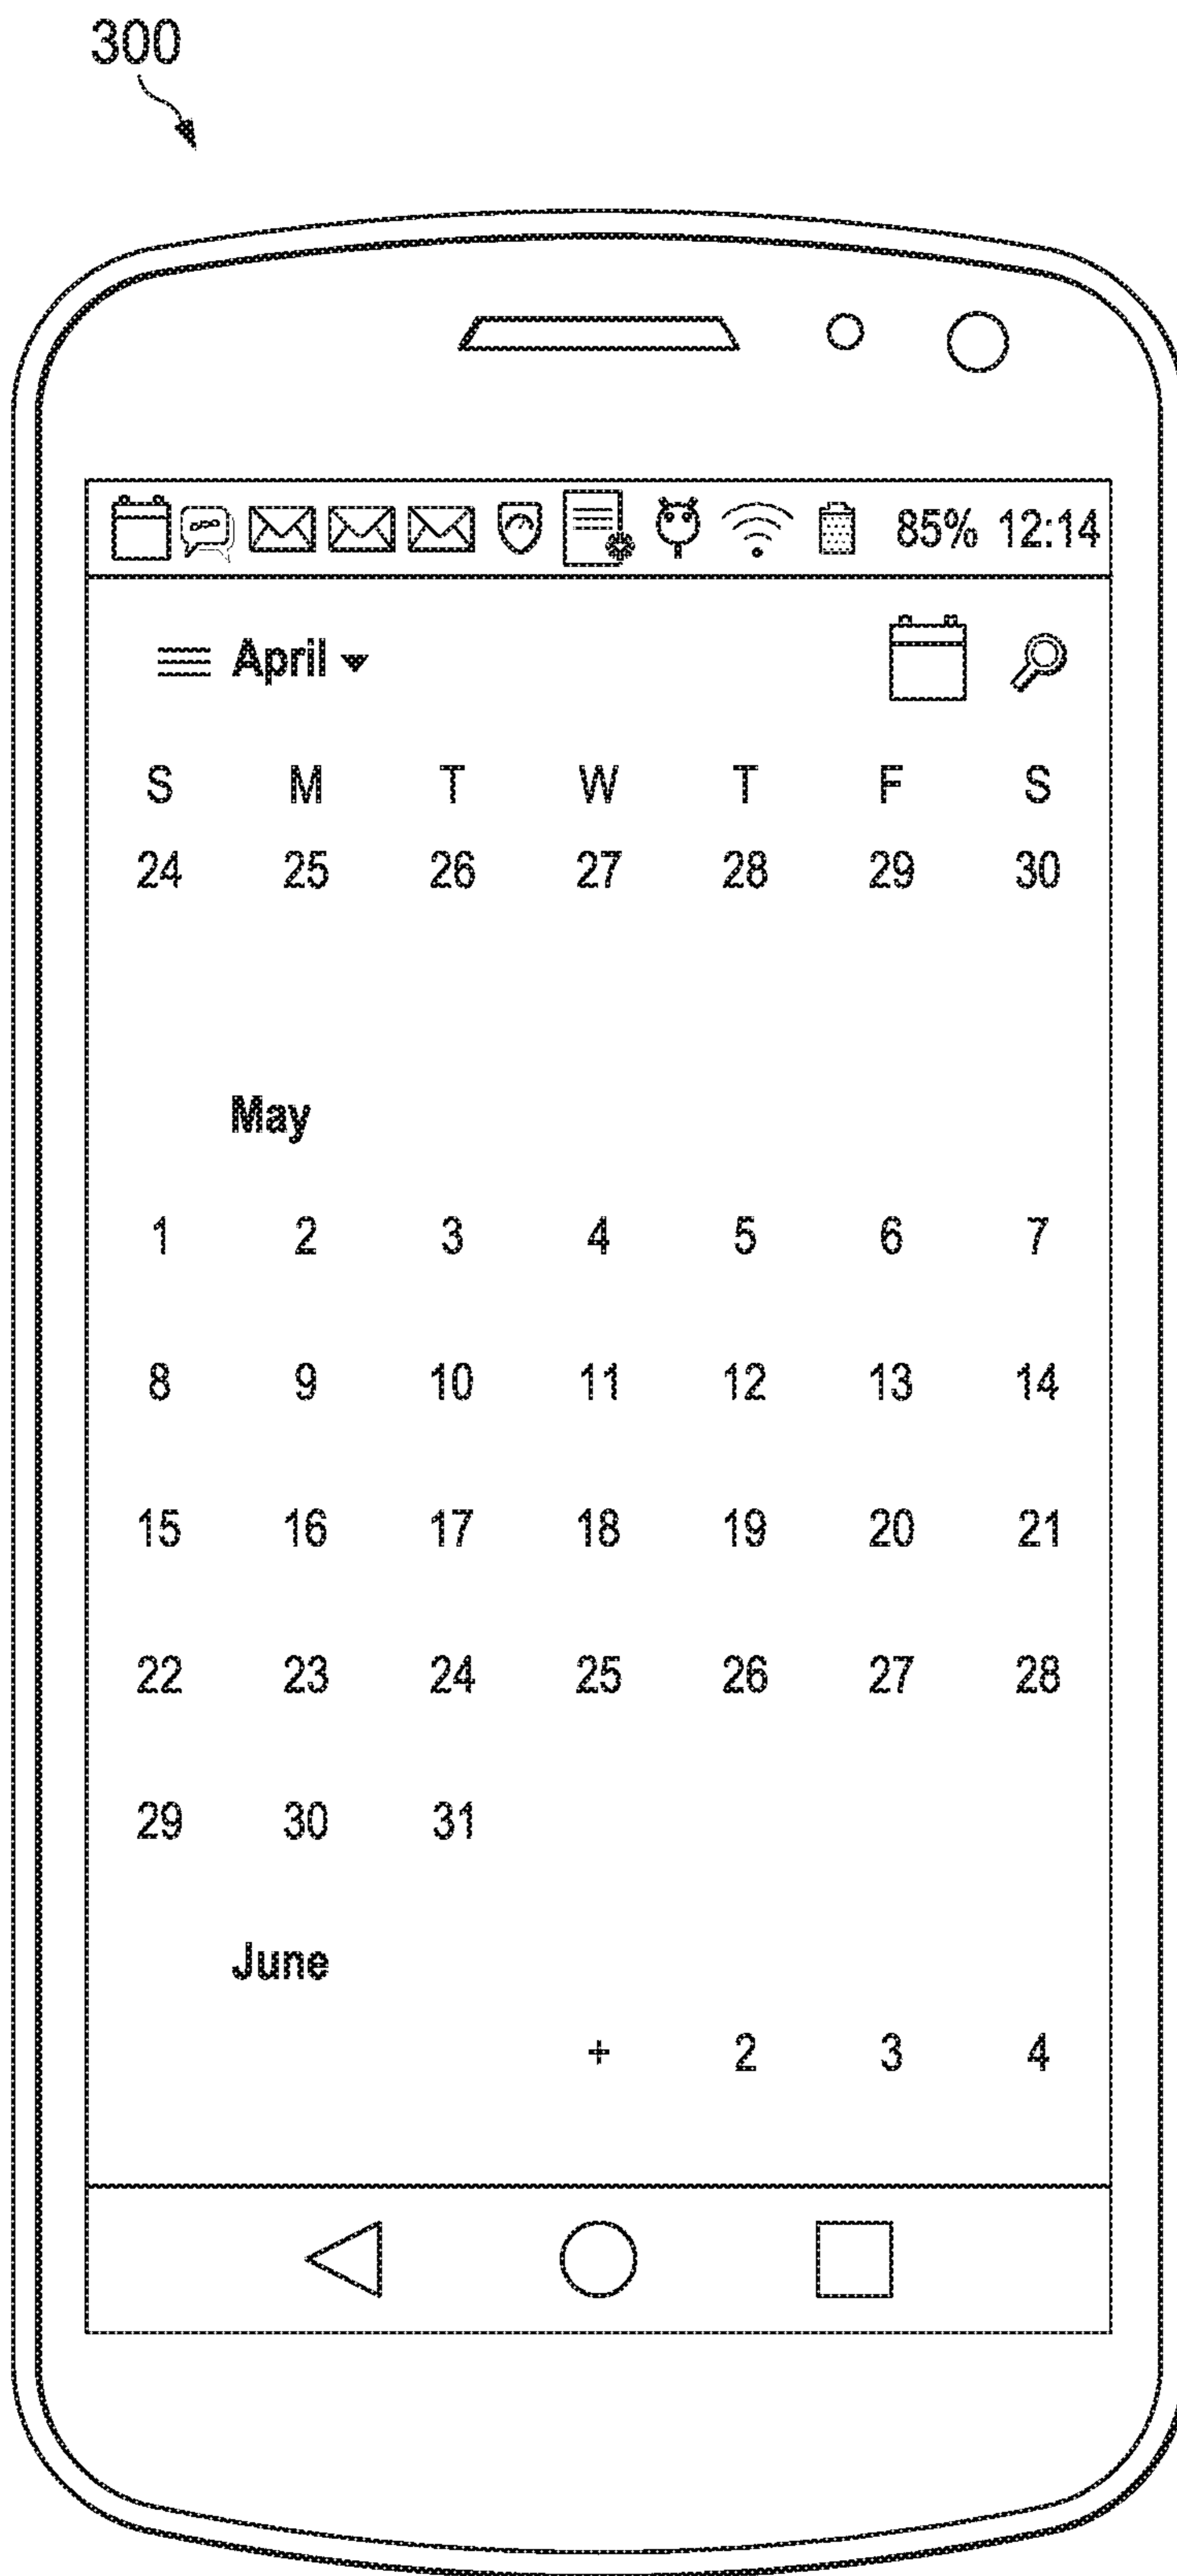 300
85% 12:14
April
S M T W T F S
24 25 26 27 28 29 30
May
1 2 3 4 5 6 7
8 9 10 11 12 13 14
15 16 17 18 19 20 21
22 23 24 25 26 27 28
29 30 31
June
+ 2 3 4